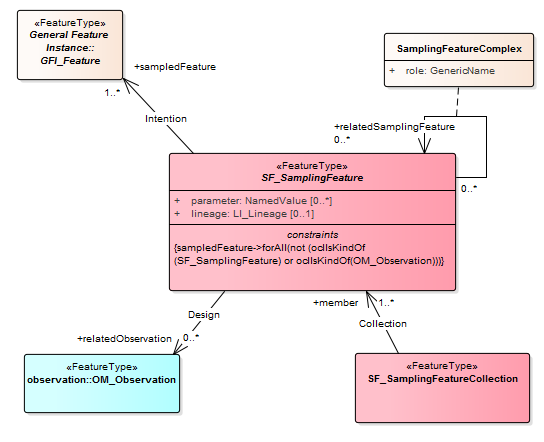 «FeatureType»
General Feature
Instance::
GFI_Feature
+sampledFeature
1..*
Intention
SamplingFeatureComplex
+ role: GenericName
+relatedSamplingFeature
0..*
0..*
«FeatureType»
SF_SamplingFeature
+ parameter: NamedValue [0..*]
+ lineage: LI_Lineage [0..1]
constraints
{sampledFeature->forAll(not (oclIsKindOf
(SF_SamplingFeature) or oclIsKindOf(OM_Observation)))}
Design
+relatedObservation
0..*
+member
1..*
Collection
«FeatureType»
observation::OM_Observation
«FeatureType»
SF_SamplingFeatureCollection